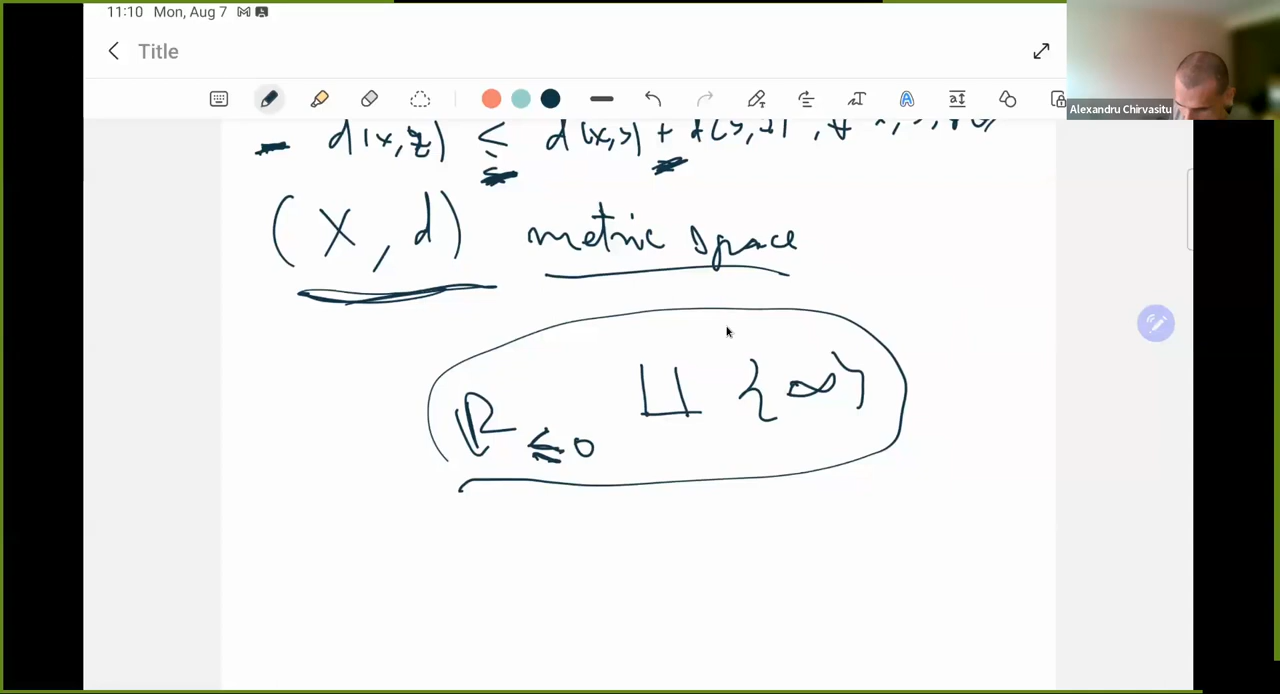 11:10 Mon, Aug 7
Title
Alexandru Chirvasitu
d(x,z) ≤ d(x,y) + d(y,z), ∀ x, y, z
(X, d) metric space
ℝ≤0 ⊔ {∞}